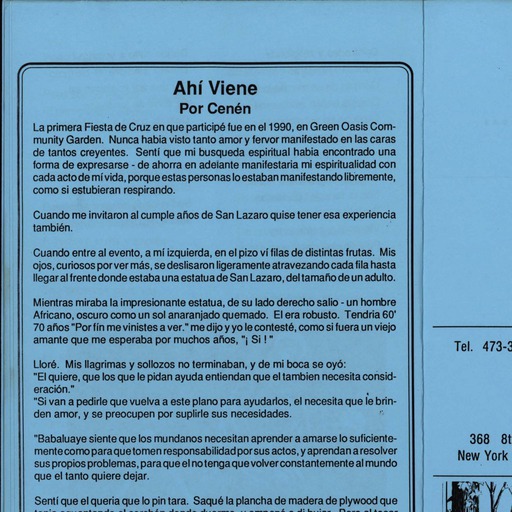 Ahí Viene
Por Cenén
La primera Fiesta de Cruz en que participé fue en el 1990, en Green Oasis Com-
munity Garden. Nunca habia visto tanto amor y fervor manifestado en las caras
de tantos creyentes. Sentí que mi busqueda espiritual habia encontrado una
forma de expresarse - de ahorra en adelante manifestaria mi espiritualidad con
cada acto de mí vida, porque estas personas lo estaban manifestando libremente,
como si estubieran respirando.
Cuando me invitaron al cumple años de San Lazaro quise tener esa experiencia
también.
Cuando entre al evento, a mí izquierda, en el pizo ví filas de distintas frutas. Mis
ojos, curiosos por ver más, se deslisaron ligeramente atravezando cada fila hasta
llegar al frente donde estaba una estatua de San Lazaro, del tamaño de un adulto.
Mientras miraba la impresionante estatua, de su lado derecho salio - un hombre
Africano, oscuro como un sol anaranjado quemado. El era robusto. Tendria 60'
70 años "Por fín me vinistes a ver." me dijo y yo le contesté, como si fuera un viejo
amante que me esperaba por muchos años, "¡ Si ! "
Lloré. Mis llagrimas y sollozos no terminaban, y de mi boca se oyó:
"El quiere, que los que le pidan ayuda entiendan que el tambien necesita consid-
eración."
"Si van a pedirle que vuelva a este plano para ayudarlos, el necesita que le brin-
den amor, y se preocupen por suplirle sus necesidades.
"Babaluaye siente que los mundanos necesitan aprender a amarse lo suficiente-
mente como para que tomen responsabilidad por sus actos, y aprendan a resolver
sus propios problemas, para que el no tenga que volver constantemente al mundo
que el tanto quiere dejar.
Senti que el queria que lo pin tara. Saqué la plancha de madera de plywood que
Tel. 473-3
368 8t
New York